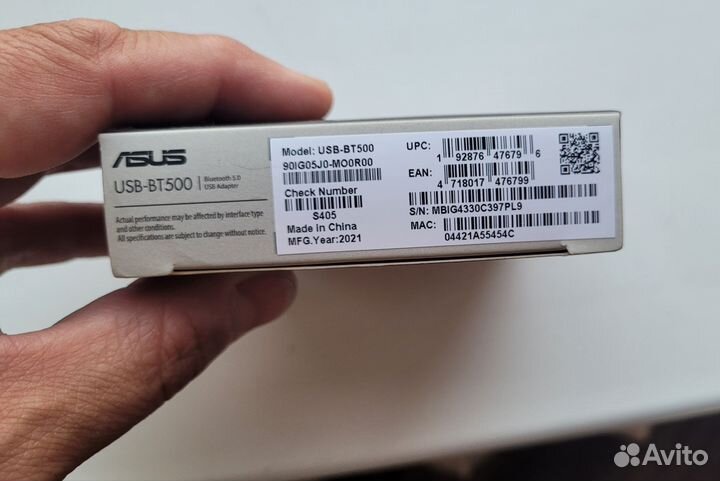 ASUS
USB-BT500 Bluetooth 5.0
USB Adapter
Actual performance may be affected by interface type
and other conditions.
All specifications are subject to change without notice.
Model: USB-BT500
90IG05J0-MO0R00
Check Number
S405
Made in China
MFG.Year:2021
UPC:
1 92876 47679 6
EAN:
4 718017 476799
S/N: MBIG4330C397PL9
MAC:
04421A55454C
Avito